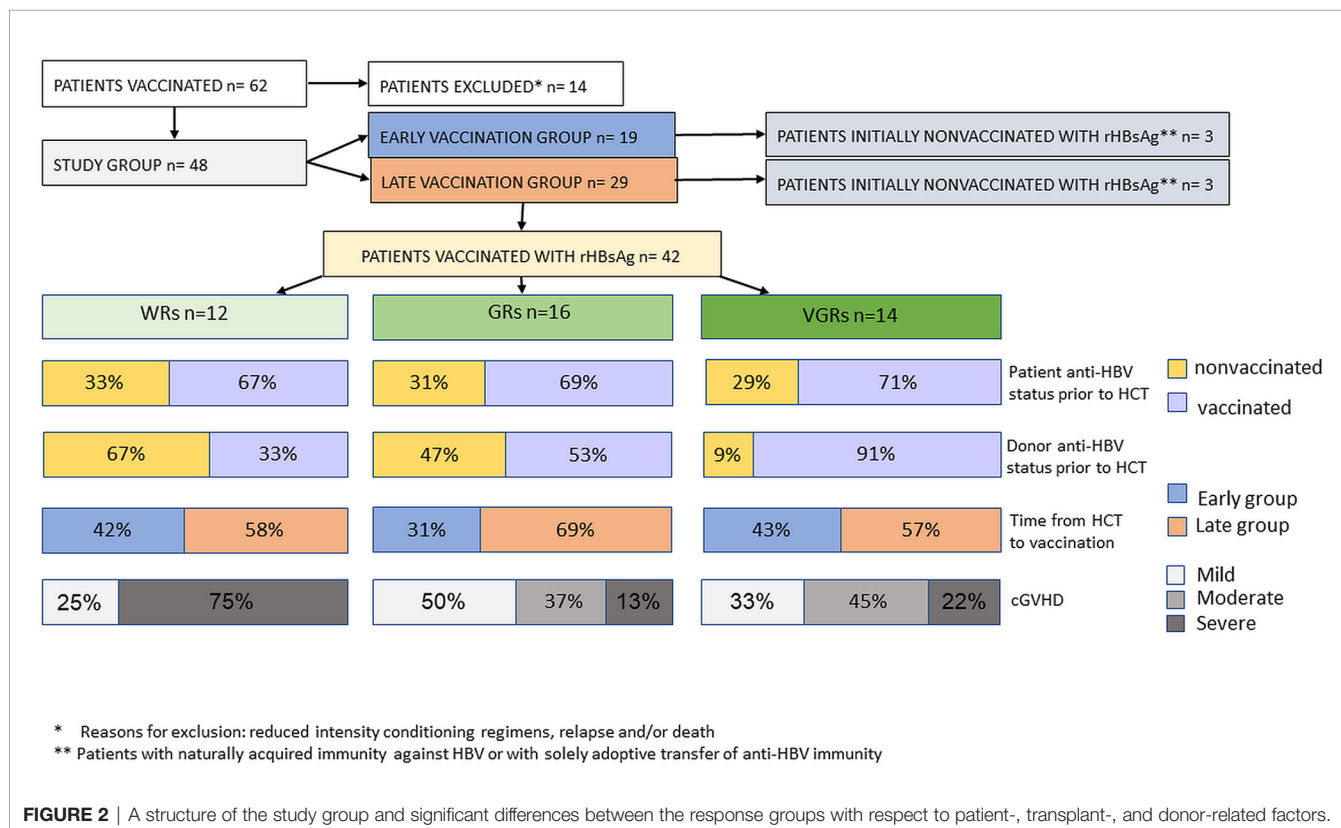 PATIENTS VACCINATED n= 62
PATIENTS EXCLUDED* n= 14
EARLY VACCINATION GROUP n= 19
PATIENTS INITIALLY NONVACCINATED WITH rHBsAg** n= 3
STUDY GROUP n= 48
LATE VACCINATION GROUP n= 29
PATIENTS INITIALLY NONVACCINATED WITH rHBsAg** n= 3
PATIENTS VACCINATED WITH rHBsAg n= 42
WRs n=12
GRs n=16
VGRs n=14
33% 67% 31% 69% 29% 71%
Patient anti-HBV
status prior to HCT
nonvaccinated
vaccinated
67% 33% 47% 53% 9% 91%
Donor anti-HBV
status prior to HCT
42% 58% 31% 69% 43% 57%
Time from HCT
to vaccination
Early group
Late group
25% 75% 50% 37% 13% 33% 45% 22%
cGVHD
Mild
Moderate
Severe
* Reasons for exclusion: reduced intensity conditioning regimens, relapse and/or death
** Patients with naturally acquired immunity against HBV or with solely adoptive transfer of anti-HBV immunity
FIGURE 2 | A structure of the study group and significant differences between the response groups with respect to patient-, transplant-, and donor-related factors.